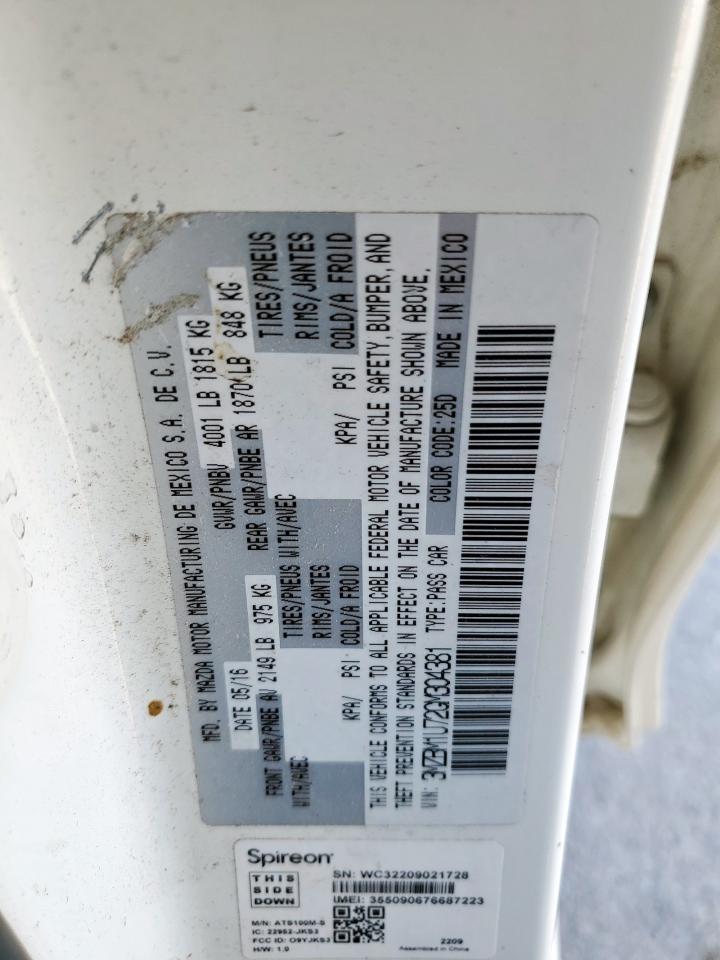 MFD. BY MAZDA MOTOR MANUFACTURING DE MEXICO S.A. DE C.V.
DATE 05/16 GVWR/PNBV 4001 LB 1815 KG
FRONT GAWR/PNBE AV 2149 LB 975 KG REAR GAWR/PNBE AR 1870 LB 848 KG
WITH/AVEC TIRES/PNEUS WITH/AVEC TIRES/PNEUS
RIMS/JANTES RIMS/JANTES
KPA/ PSI COLD/A FROID KPA/ PSI COLD/A FROID
THIS VEHICLE CONFORMS TO ALL APPLICABLE FEDERAL MOTOR VEHICLE SAFETY, BUMPER, AND
THEFT PREVENTION STANDARDS IN EFFECT ON THE DATE OF MANUFACTURE SHOWN ABOVE.
VIN: 3MZBM1U72GM304381 TYPE:PASS CAR COLOR CODE:25D MADE IN MEXICO
Spireon
THIS
SIDE
DOWN
SN: WC32209021728
IMEI: 355090676687223
M/N: ATS100M-S
IC: 22952-JKS3
FCC ID: O9YJKS3
H/W: 1.0
2209